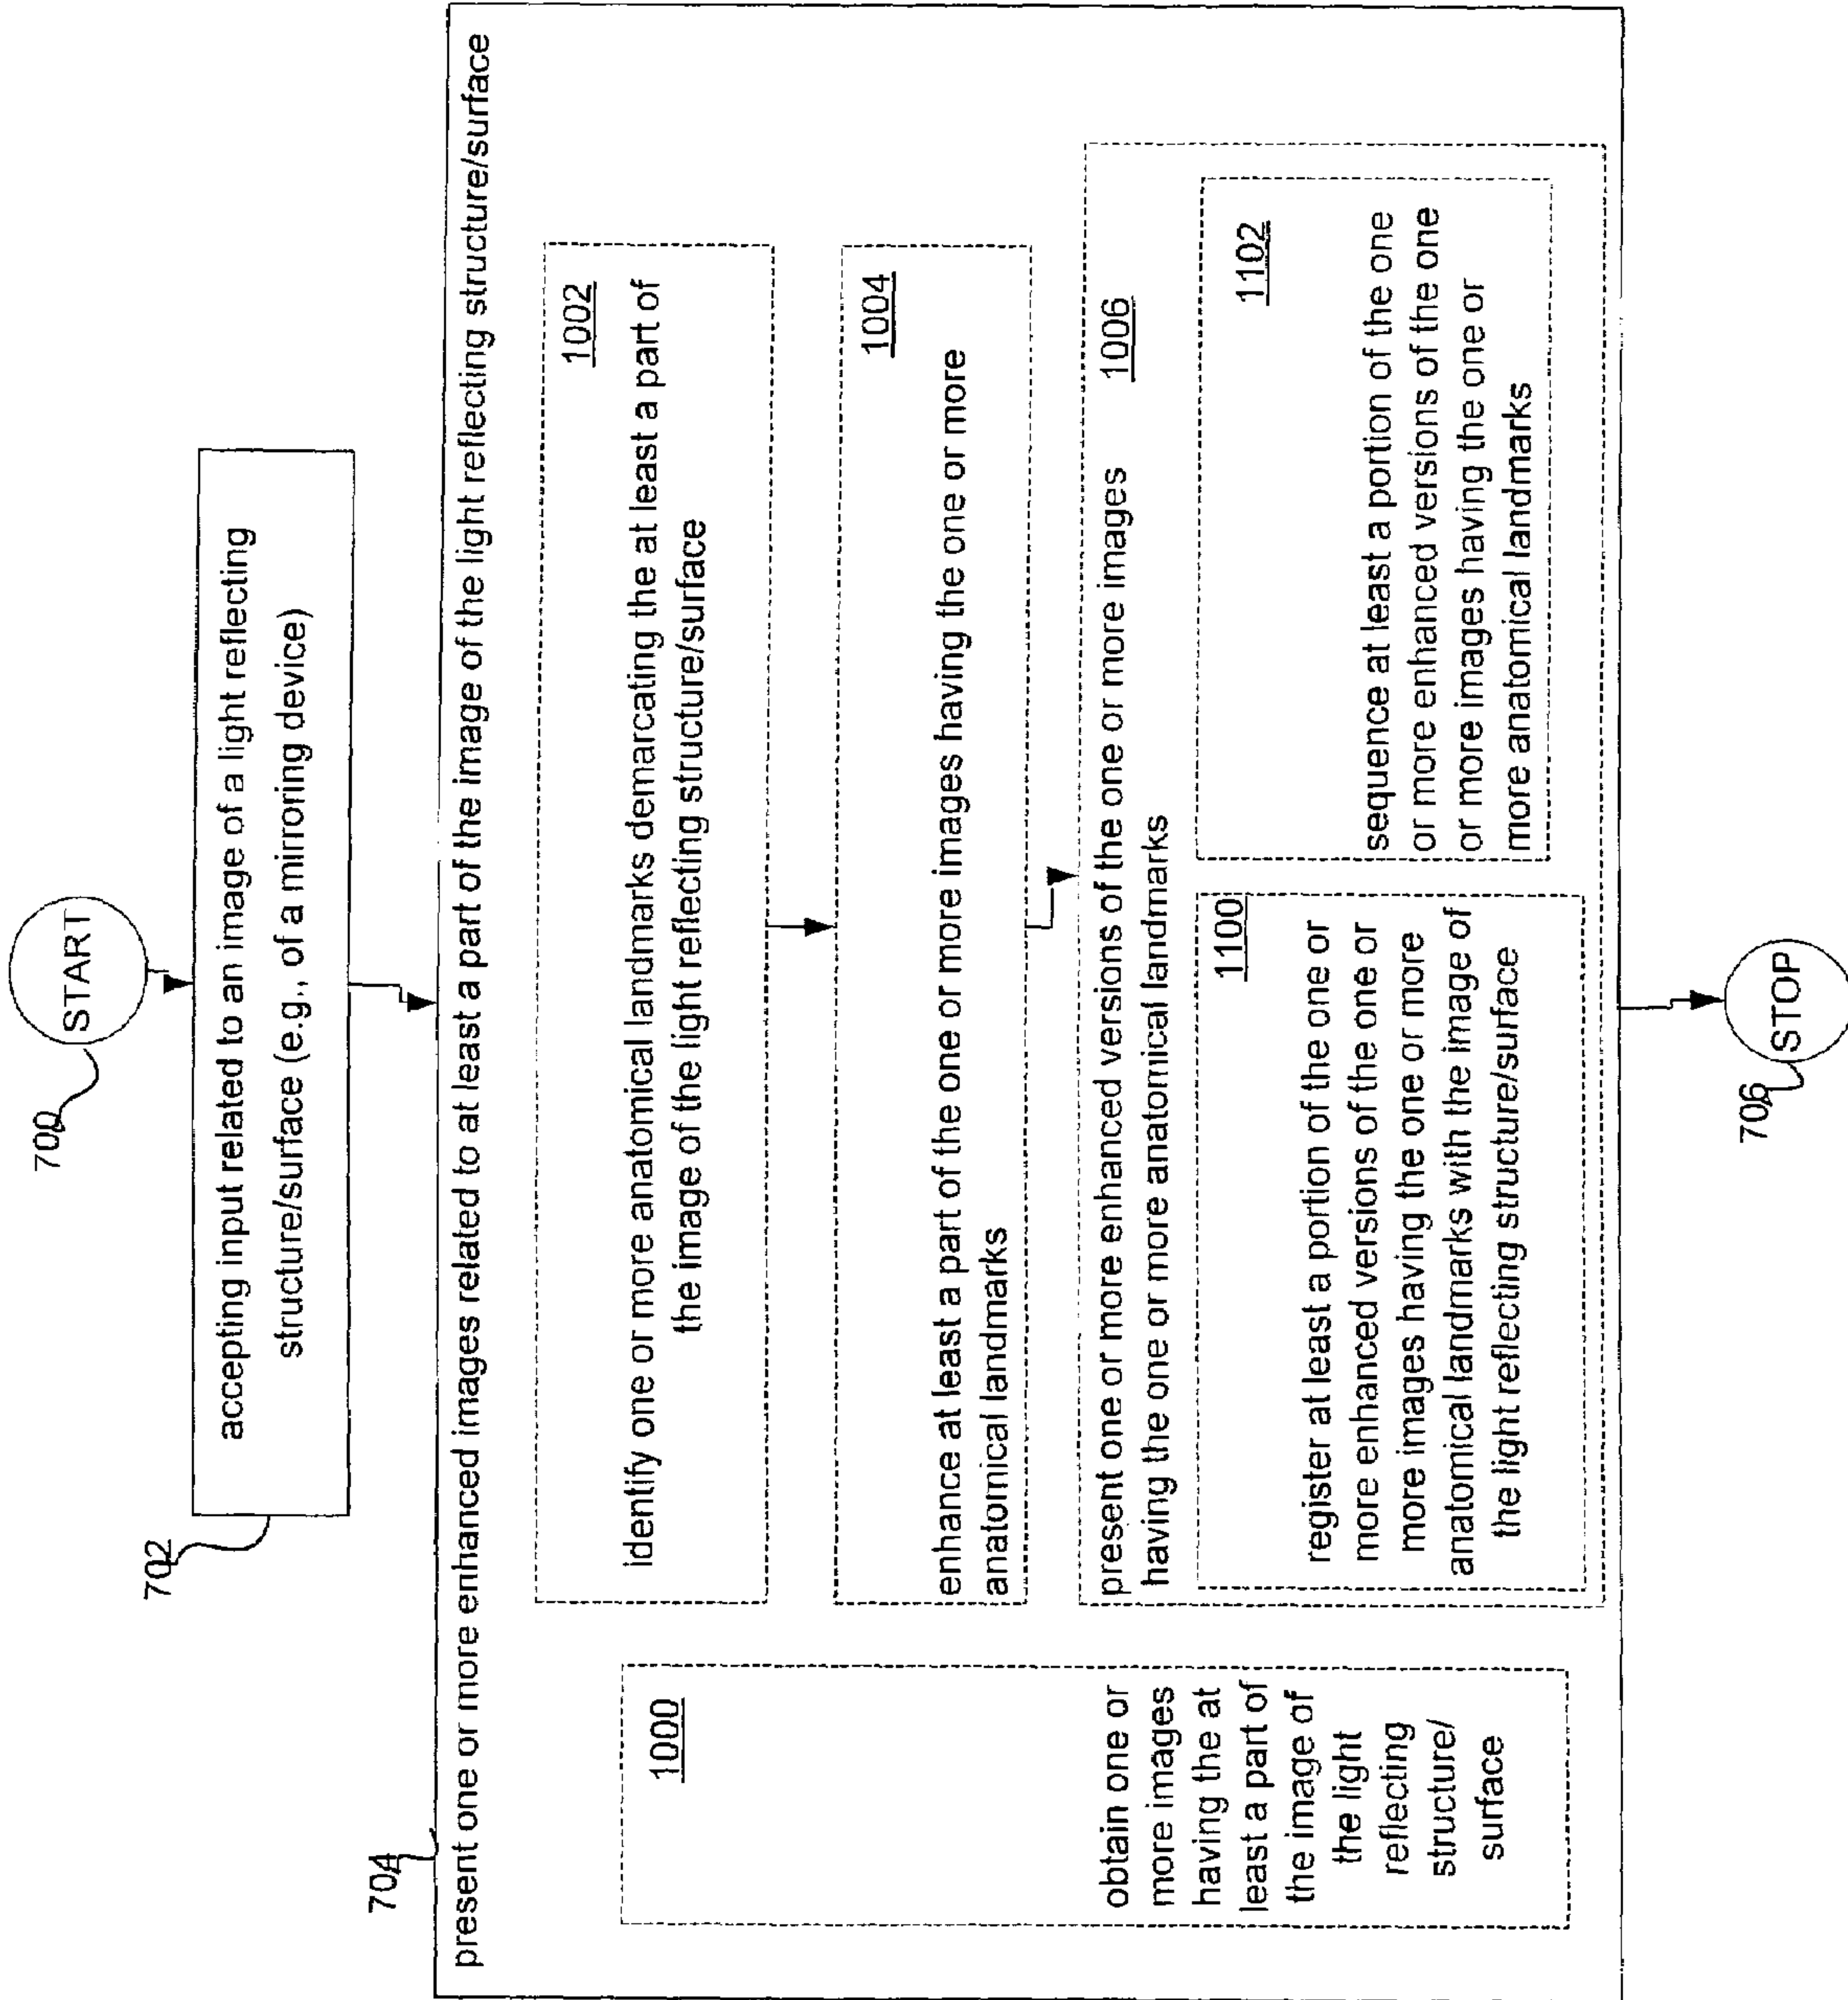 START
700
702
accepting input related to an image of a light reflecting
structure/surface (e.g., of a mirroring device)
704
present one or more enhanced images related to at least a part of the image of the light reflecting structure/surface
1000
obtain one or
more images
having the at
least a part of
the image of
the light
reflecting
structure/
surface
1002
identify one or more anatomical landmarks demarcating the at least a part of
the image of the light reflecting structure/surface
1004
enhance at least a part of the one or more images having the one or more
anatomical landmarks
present one or more enhanced versions of the one or more images
having the one or more anatomical landmarks
1006
1100
register at least a portion of the one or
more enhanced versions of the one or
more images having the one or more
anatomical landmarks with the image of
the light reflecting structure/surface
1102
sequence at least a portion of the one
or more enhanced versions of the one
or more images having the one or
more anatomical landmarks
706
STOP